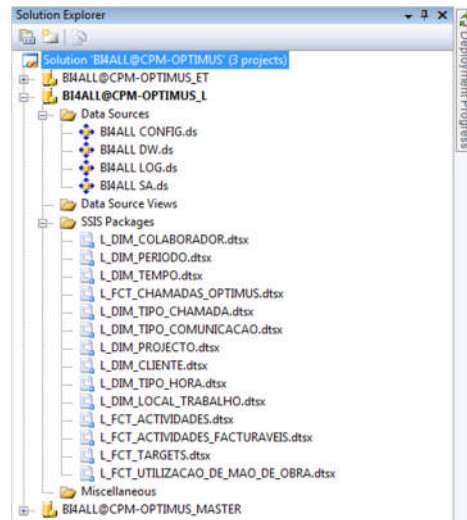 Solution Explorer
Solution 'BI4ALL@CPM-OPTIMUS' (3 projects)
BI4ALL@CPM-OPTIMUS_ET
BI4ALL@CPM-OPTIMUS_L
Data Sources
BI4ALL CONFIG.ds
BI4ALL DW.ds
BI4ALL LOG.ds
BI4ALL SA.ds
Data Source Views
SSIS Packages
L_DIM_COLABORADOR.dtsx
L_DIM_PERIODO.dtsx
L_DIM_TEMPO.dtsx
L_FCT_CHAMADAS_OPTIMUS.dtsx
L_DIM_TIPO_CHAMADA.dtsx
L_DIM_TIPO_COMUNICACAO.dtsx
L_DIM_PROJECTO.dtsx
L_DIM_CLIENTE.dtsx
L_DIM_TIPO_HORA.dtsx
L_DIM_LOCAL_TRABALHO.dtsx
L_FCT_ACTIVIDADES.dtsx
L_FCT_ACTIVIDADES_FACTURAVEIS.dtsx
L_FCT_TARGETS.dtsx
L_FCT_UTILIZACAO_DE_MAO_DE_OBRA.dtsx
Miscellaneous
BI4ALL@CPM-OPTIMUS_MASTER
Deployment Progress